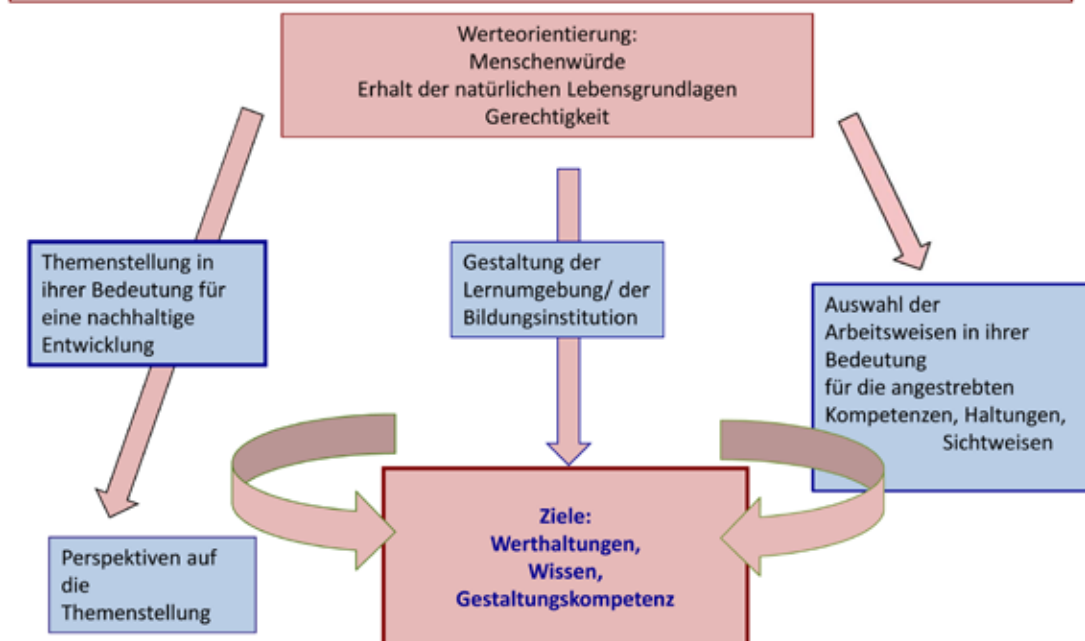 Werteorientierung:
Menschenwürde
Erhalt der natürlichen Lebensgrundlagen
Gerechtigkeit
Themenstellung in
ihrer Bedeutung für
eine nachhaltige
Entwicklung
Gestaltung der
Lernumgebung/ der
Bildungsinstitution
Auswahl der
Arbeitsweisen in ihrer
Bedeutung
für die angestrebten
Kompetenzen, Haltungen,
Sichtweisen
Perspektiven auf
die
Themenstellung
Ziele:
Werthaltungen,
Wissen,
Gestaltungskompetenz